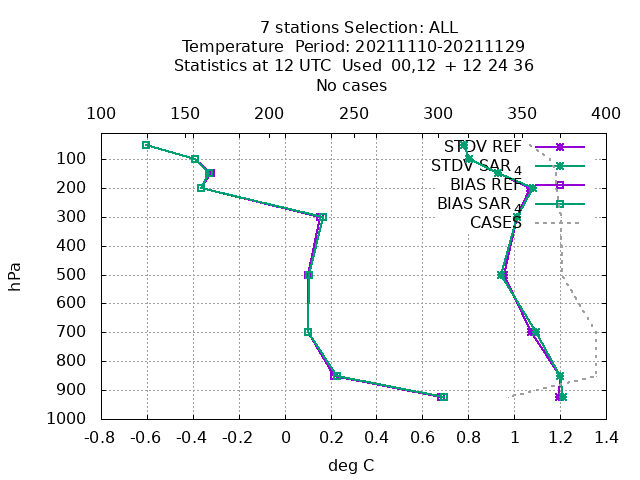 7 stations Selection: ALL
Temperature  Period: 20211110-20211129
Statistics at 12 UTC  Used  00,12  + 12 24 36
No cases
100 150 200 250 300 350 400
STDV REF
100
STDV SAR4
200
BIAS REF
BIAS SAR4
300
CASES
400
hPa
500
600
700
800
900
1000
-0.8 -0.6 -0.4 -0.2 0 0.2 0.4 0.6 0.8 1 1.2 1.4
deg C